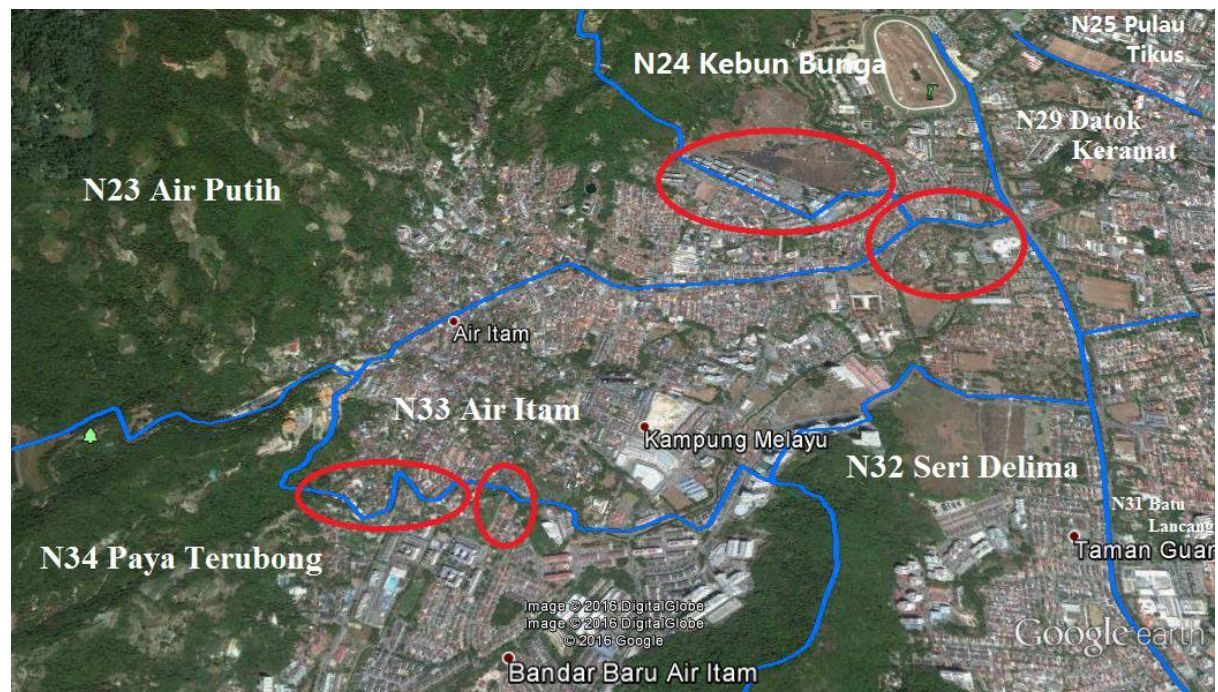 N25 Pulau
Tikus
N24 Kebun Bunga
N29 Datok
Keramat
N23 Air Putih
Air Itam
N33 Air Itam
Kampung Melayu
N32 Seri Delima
N31 Batu
Lancang
N34 Paya Terubong
Taman Guar
Image © 2016 DigitalGlobe
Image © 2016 DigitalGlobe
© 2016 Google
Google earth
Bandar Baru Air Itam